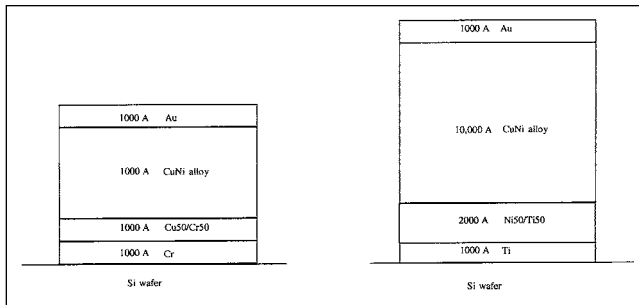 1000 A Au
1000 A CuNi alloy
1000 A Cu50/Cr50
1000 A Cr
Si wafer
1000 A Au
10,000 A CuNi alloy
2000 A Ni50/Ti50
1000 A Ti
Si wafer